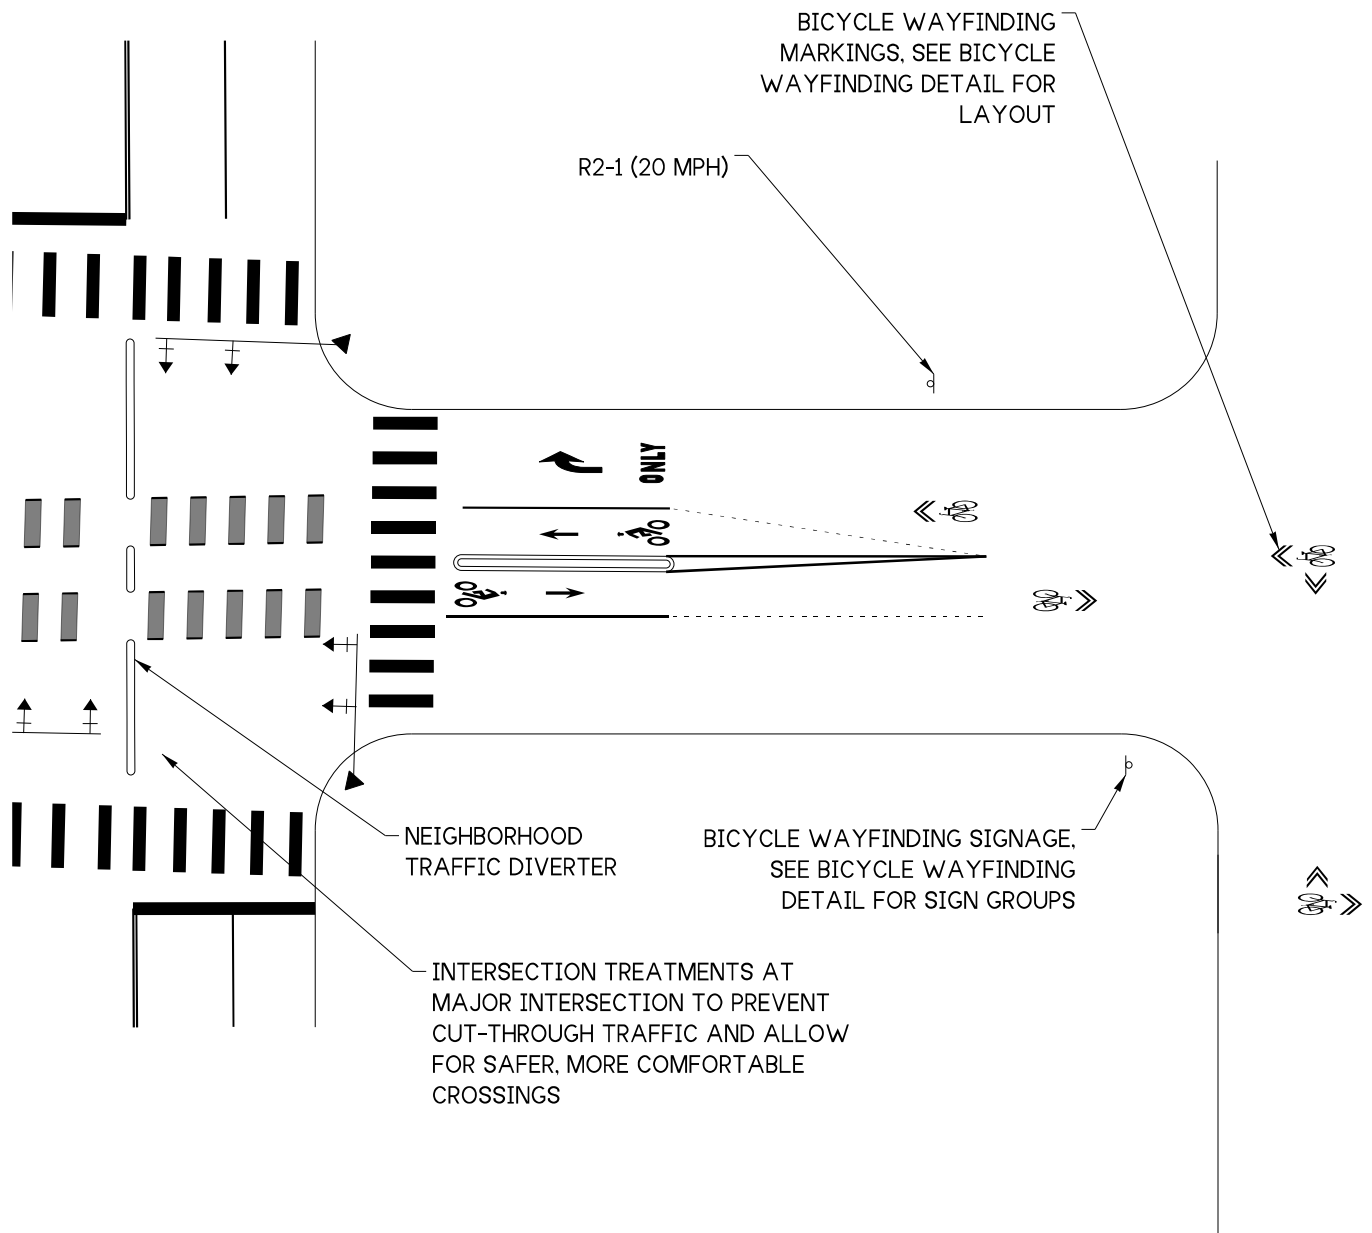 BICYCLE WAYFINDING
MARKINGS, SEE BICYCLE
WAYFINDING DETAIL FOR
LAYOUT
R2-1 (20 MPH)
ONLY
NEIGHBORHOOD
TRAFFIC DIVERTER
BICYCLE WAYFINDING SIGNAGE,
SEE BICYCLE WAYFINDING
DETAIL FOR SIGN GROUPS
INTERSECTION TREATMENTS AT
MAJOR INTERSECTION TO PREVENT
CUT-THROUGH TRAFFIC AND ALLOW
FOR SAFER, MORE COMFORTABLE
CROSSINGS